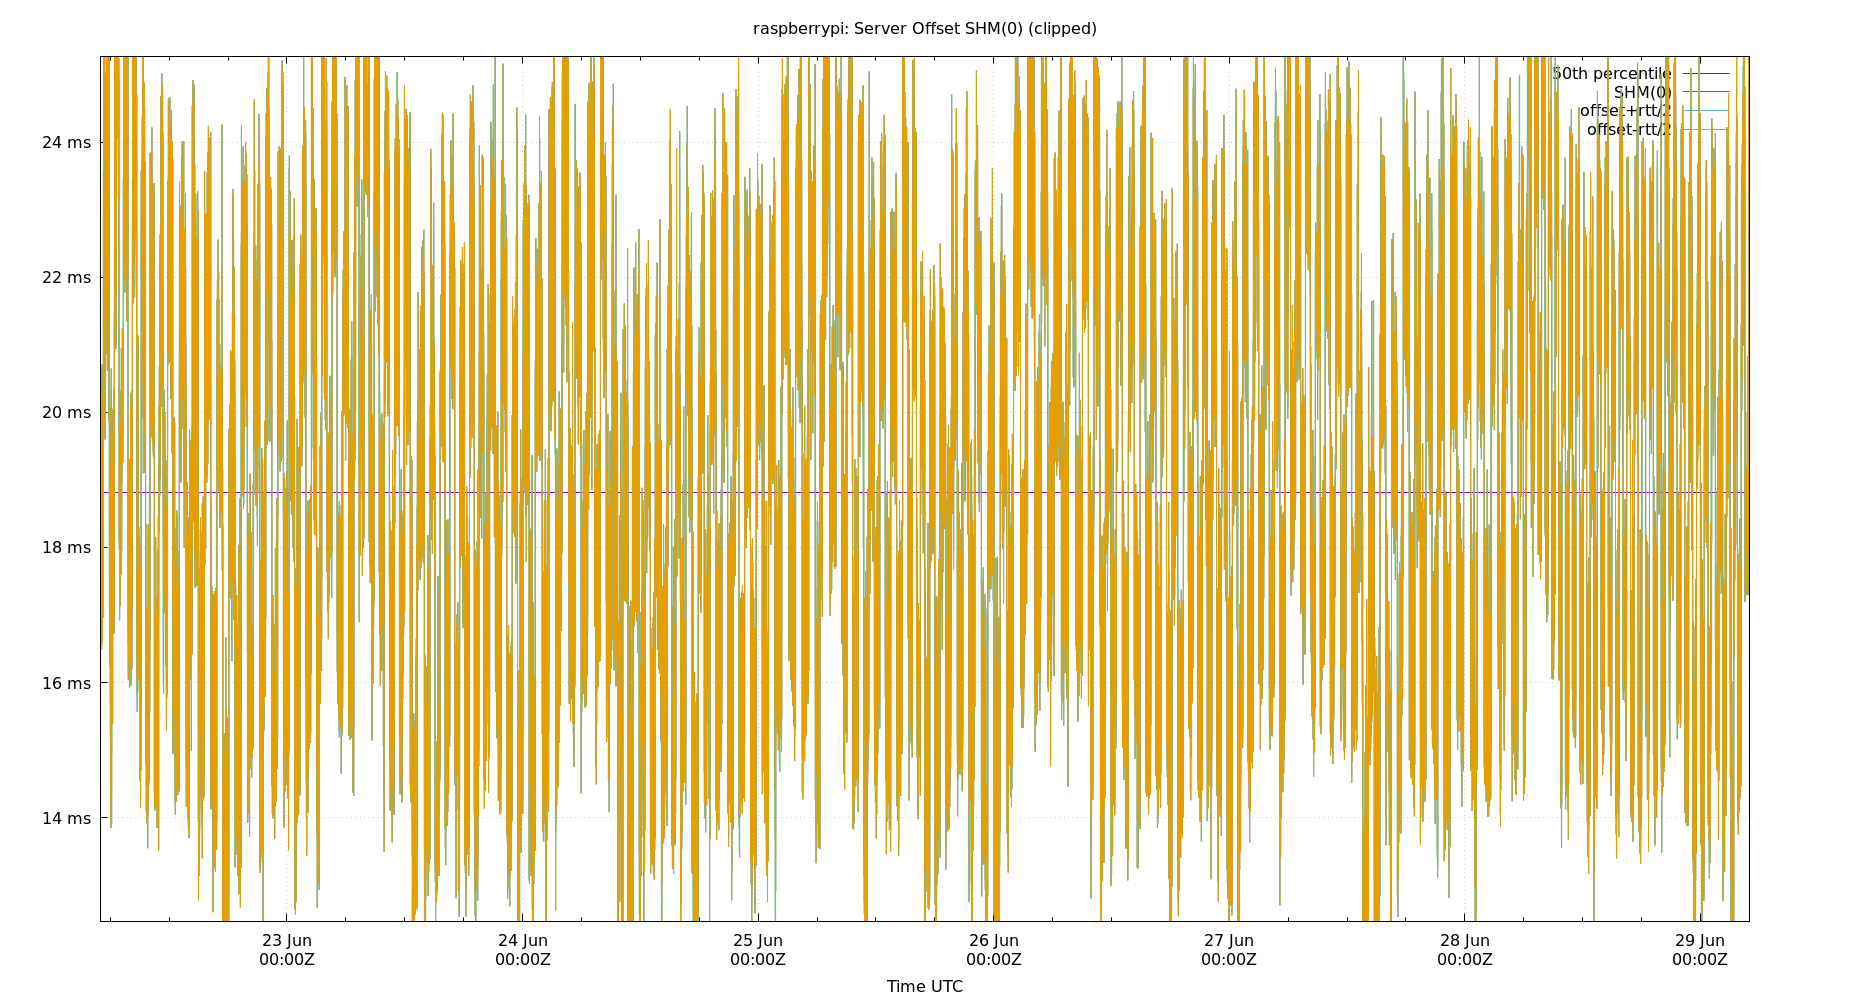 raspberrypi: Server Offset SHM(0) (clipped)
50th percentile
SHM(0)
offset+rtt/2
offset-rtt/2
24 ms
22 ms
20 ms
18 ms
16 ms
14 ms
23 Jun 24 Jun 25 Jun 26 Jun 27 Jun 28 Jun 29 Jun
00:00Z 00:00Z 00:00Z 00:00Z 00:00Z 00:00Z 00:00Z
Time UTC